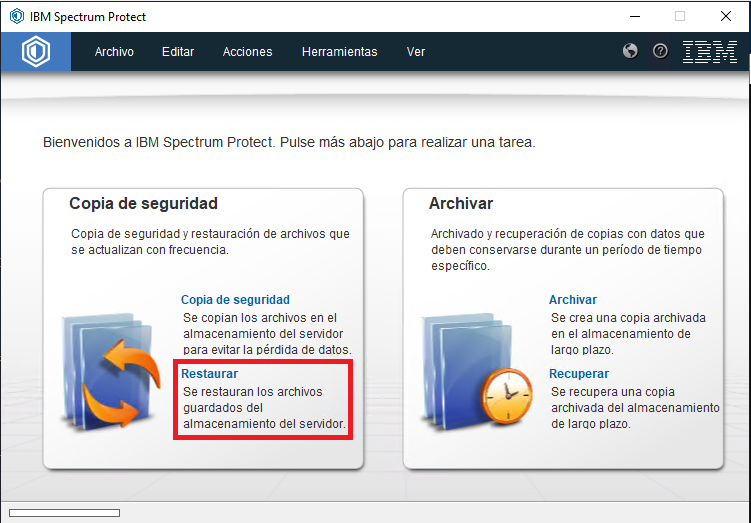 IBM Spectrum Protect
Archivo Editar Acciones Herramientas Ver
IBM
Bienvenidos a IBM Spectrum Protect. Pulse más abajo para realizar una tarea.
Copia de seguridad
Copia de seguridad y restauración de archivos que
se actualizan con frecuencia.
Copia de seguridad
Se copian los archivos en el
almacenamiento del servidor
para evitar la pérdida de datos.
Restaurar
Se restauran los archivos
guardados del
almacenamiento del servidor.
Archivar
Archivado y recuperación de copias con datos que
deben conservarse durante un período de tiempo
específico.
Archivar
Se crea una copia archivada
en el almacenamiento de
largo plazo.
Recuperar
Se recupera una copia
archivada del almacenamiento
de largo plazo.